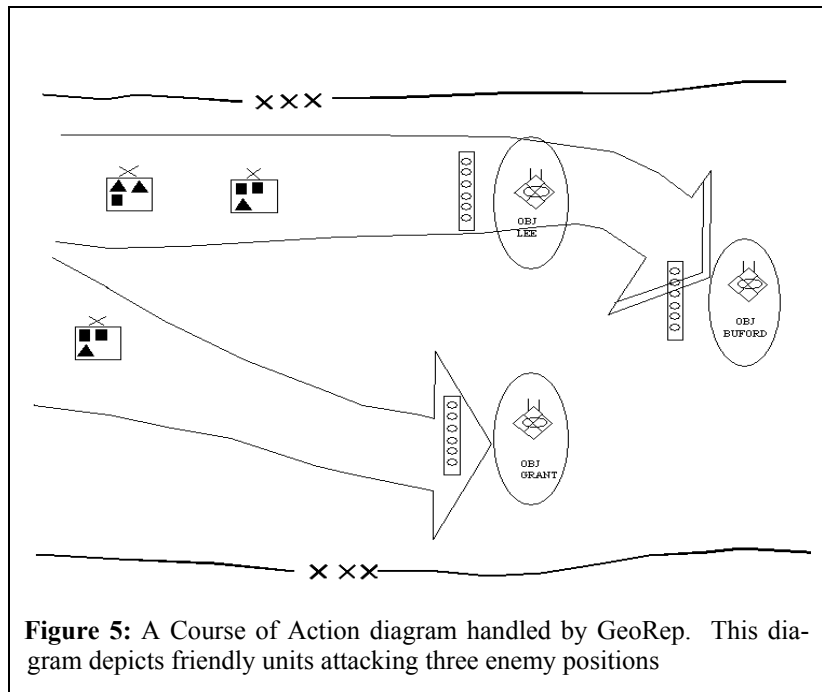 XXX
OBJ
LEE
OBJ
BUFORD
OBJ
GRANT
XXX
Figure 5: A Course of Action diagram handled by GeoRep. This dia-
gram depicts friendly units attacking three enemy positions